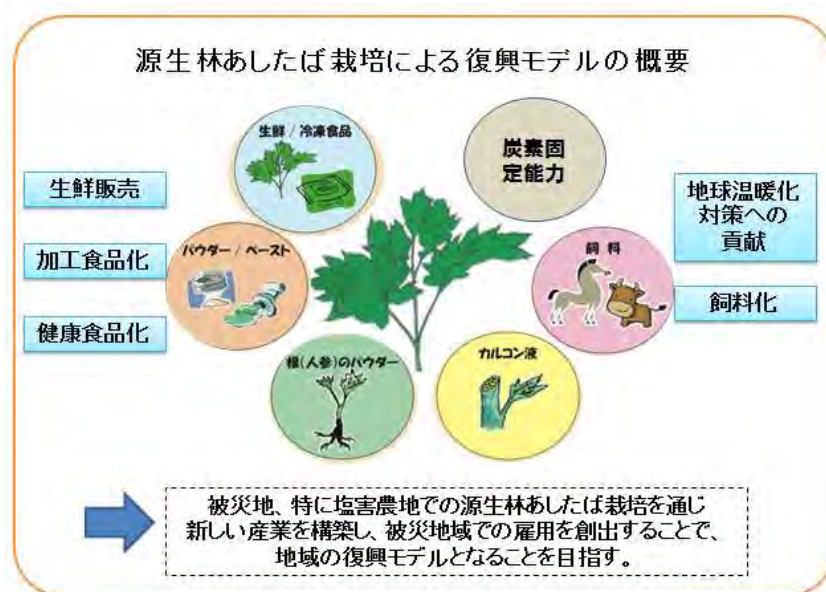 源生林あしたば栽培による復興モデルの概要
生鮮 / 冷凍食品
炭素固
定能力
生鮮販売
地球温暖化
対策への
貢献
パウダー / ペースト
飼 料
加工食品化
飼料化
健康食品化
根(人参)のパウダー
カルコン液
被災地、特に塩害農地での源生林あしたば栽培を通じ
新しい産業を構築し、被災地域での雇用を創出することで、
地域の復興モデルとなることを目指す。